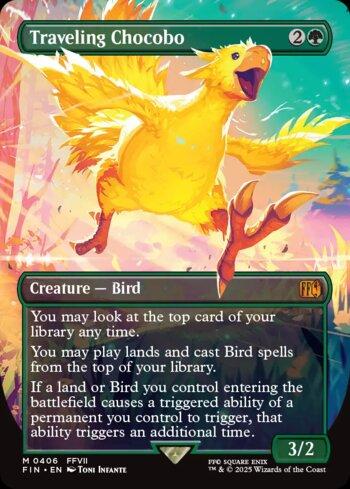 Traveling Chocobo 2
Creature — Bird
You may look at the top card of your
library any time.
You may play lands and cast Bird spells
from the top of your library.
If a land or Bird you control entering the
battlefield causes a triggered ability of a
permanent you control to trigger, that
ability triggers an additional time.
3/2
M 0406 FFVII
FIN • EN Toni Infante
FF© SQUARE ENIX
™ & © 2025 Wizards of the Coast